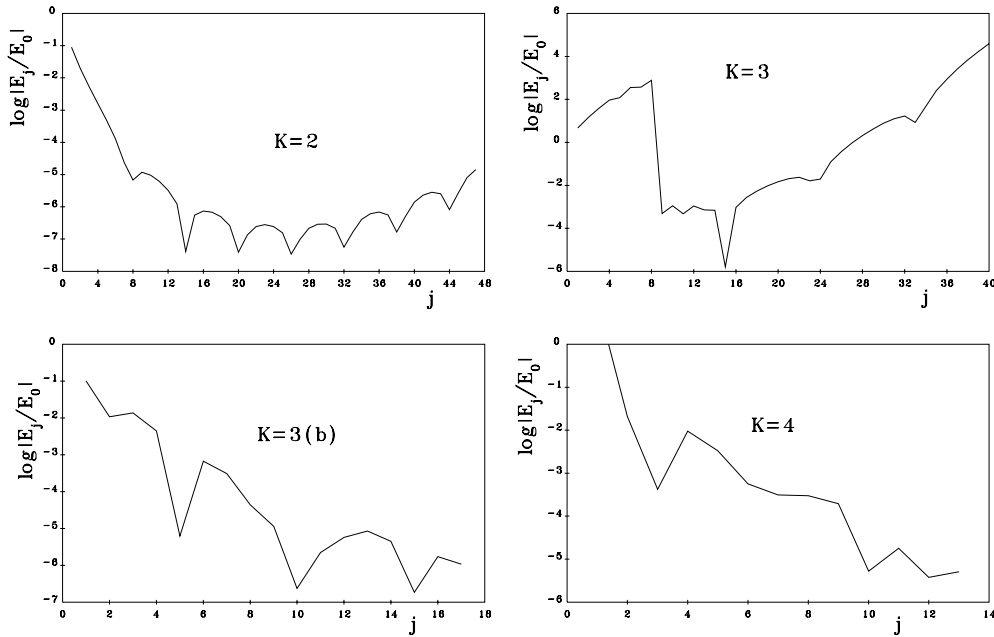 log|E_j/E_0|
0
-1
-2
-3
-4
-5
-6
-7
-8
K=2
0 4 8 12 16 20 24 28 32 36 40 44 48
j
log|E_j/E_0|
6
4
2
0
-2
-4
-6
K=3
0 4 8 12 16 20 24 28 32 36 40
j
log|E_j/E_0|
0
-1
-2
-3
-4
-5
-6
-7
K=3(b)
0 2 4 6 8 10 12 14 16 18
j
log|E_j/E_0|
0
-1
-2
-3
-4
-5
-6
K=4
0 2 4 6 8 10 12 14
j